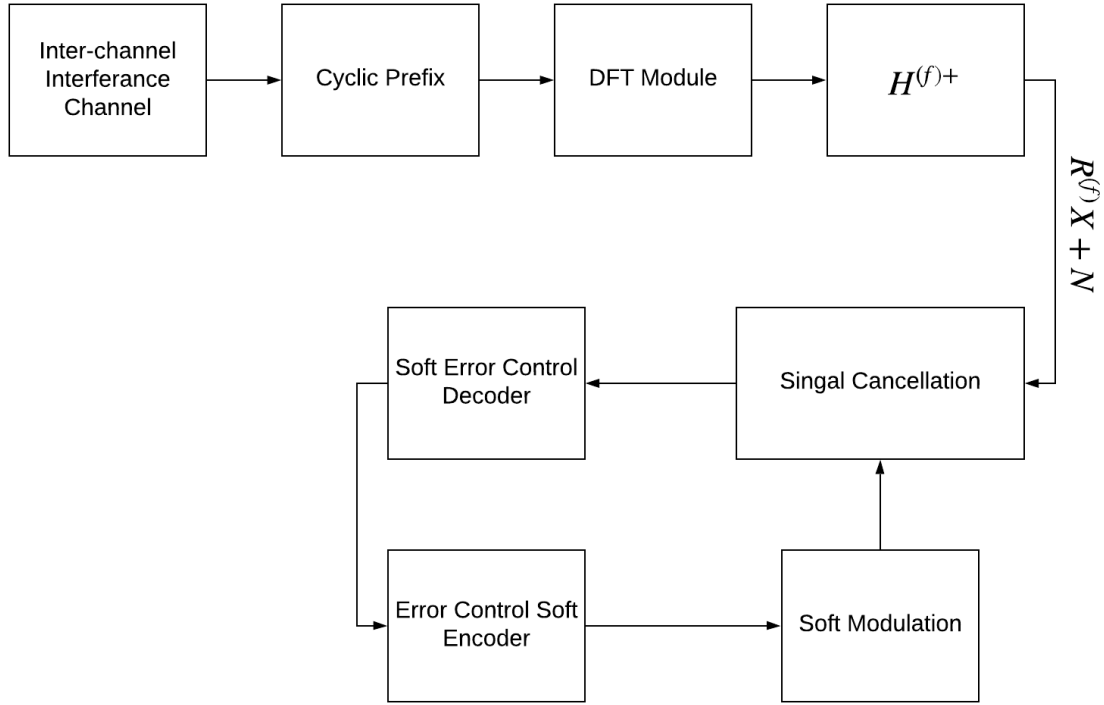 Inter-channel
Interferance
Channel
Cyclic Prefix
DFT Module
H^{(f)+}
R^{(f)}X + N
Soft Error Control
Decoder
Singal Cancellation
Error Control Soft
Encoder
Soft Modulation